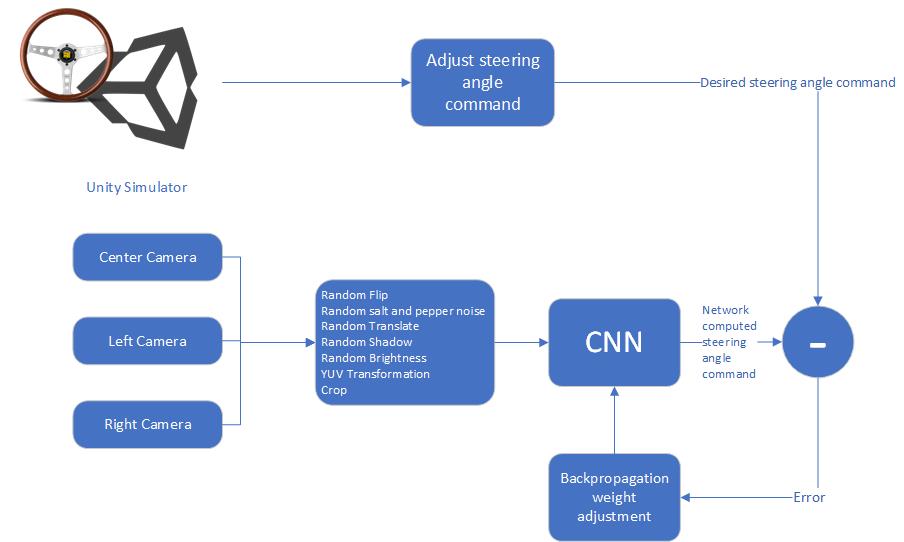 Adjust steering
angle
command
Desired steering angle command
Unity Simulator
Center Camera
Left Camera
Right Camera
Random Flip
Random salt and pepper noise
Random Translate
Random Shadow
Random Brightness
YUV Transformation
Crop
CNN
Network
computed
steering
angle
command
-
Backpropagation
weight
adjustment
Error